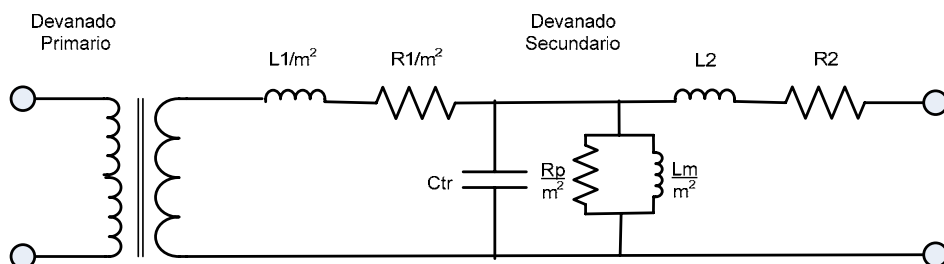 Devanado
Primario
Devanado
Secundario
L1/m²
R1/m²
L2
R2
Ctr
Rp
m²
Lm
m²